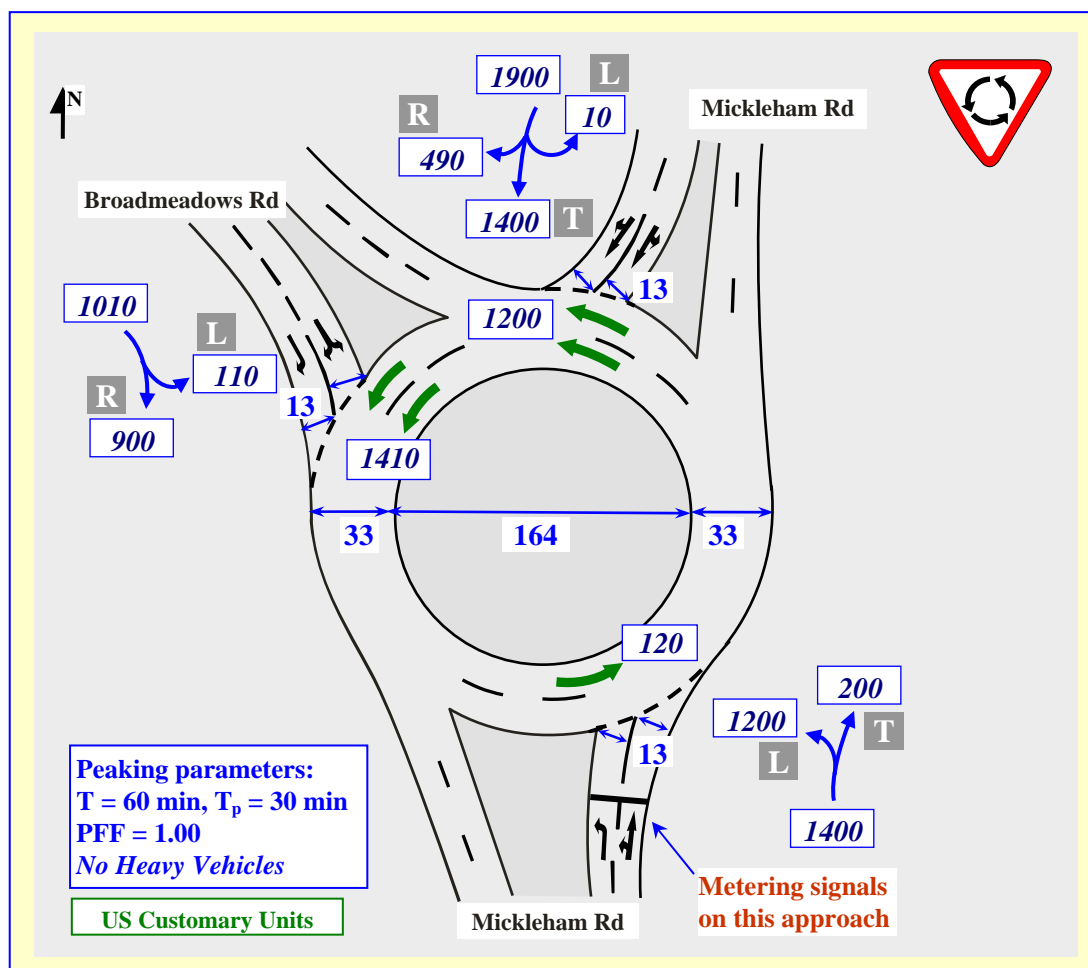 N
1900
L
10
R
490
1400
T
Mickleham Rd
Broadmeadows Rd
13
1200
1010
L
110
R
900
13
1410
33
164
33
120
200
1200
T
L
13
1400
Peaking parameters:
T = 60 min, Tp = 30 min
PFF = 1.00
No Heavy Vehicles
US Customary Units
Mickleham Rd
Metering signals
on this approach